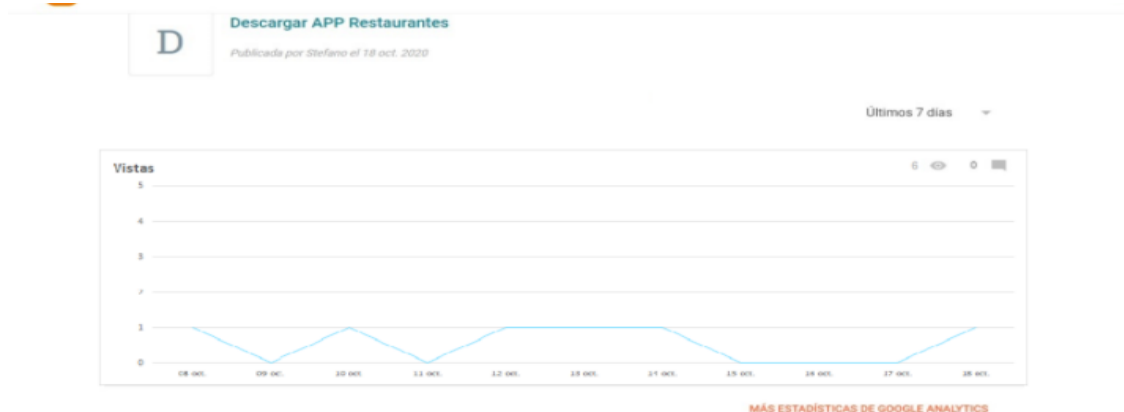 D
Descargar APP Restaurantes
Publicada por Stefano el 18 oct. 2020
Últimos 7 días
Vistas
6
0
5
4
3
2
1
0
08 oct. 09 oc. 10 oct. 11 oct. 12 oct. 13 oct. 14 oct. 15 oct. 16 oct. 17 oct. 18 oct.
MÁS ESTADÍSTICAS DE GOOGLE ANALYTICS